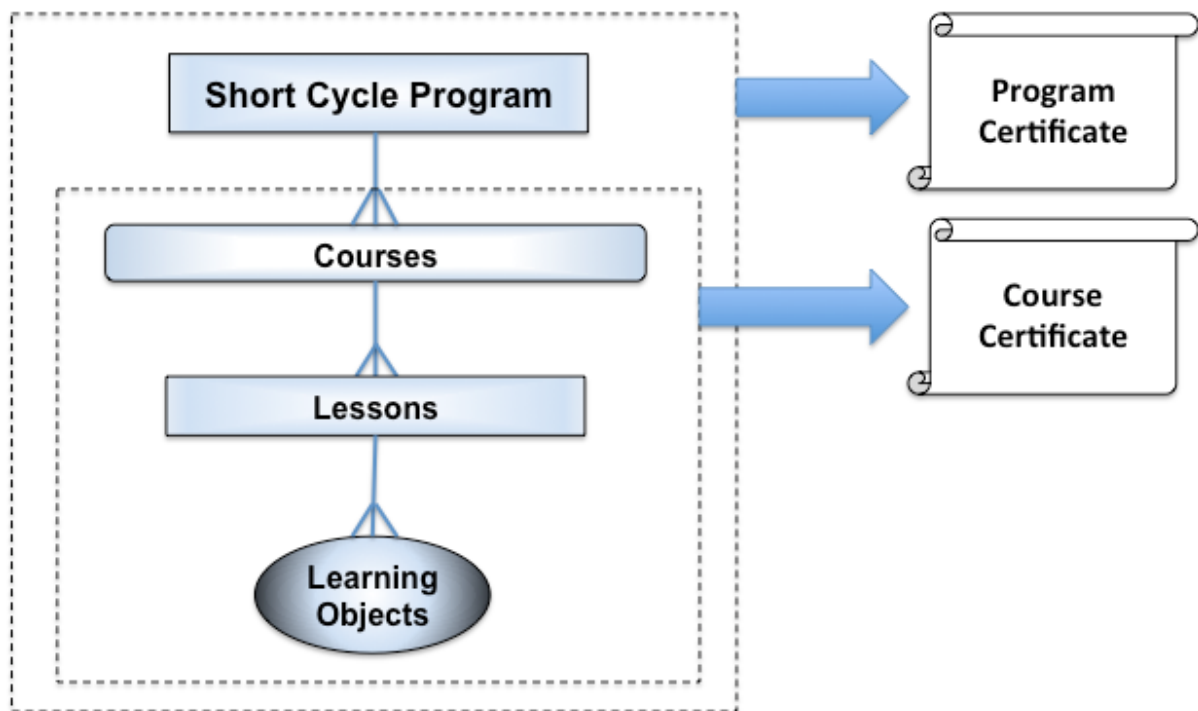 Short Cycle Program
Program
Certificate
Courses
Course
Certificate
Lessons
Learning
Objects